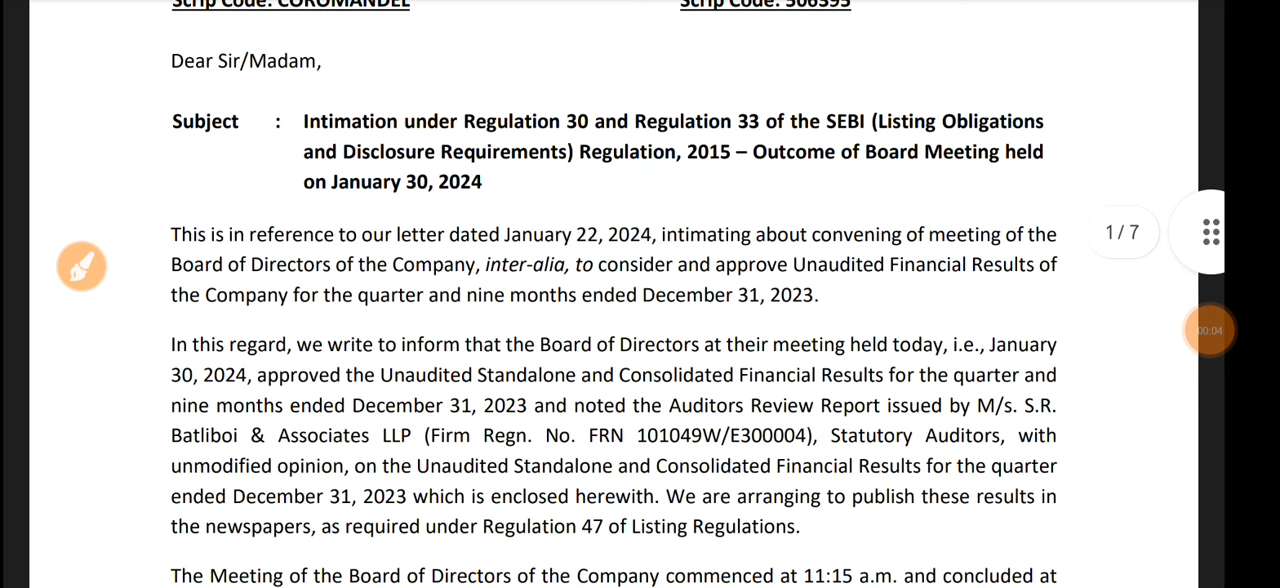 Scrip Code: COROMANDEL Scrip Code: 506395
Dear Sir/Madam,
Subject : Intimation under Regulation 30 and Regulation 33 of the SEBI (Listing Obligations
and Disclosure Requirements) Regulation, 2015 – Outcome of Board Meeting held
on January 30, 2024
This is in reference to our letter dated January 22, 2024, intimating about convening of meeting of the
Board of Directors of the Company, inter-alia, to consider and approve Unaudited Financial Results of
the Company for the quarter and nine months ended December 31, 2023.
1 / 7
In this regard, we write to inform that the Board of Directors at their meeting held today, i.e., January
30, 2024, approved the Unaudited Standalone and Consolidated Financial Results for the quarter and
nine months ended December 31, 2023 and noted the Auditors Review Report issued by M/s. S.R.
Batliboi & Associates LLP (Firm Regn. No. FRN 101049W/E300004), Statutory Auditors, with
unmodified opinion, on the Unaudited Standalone and Consolidated Financial Results for the quarter
ended December 31, 2023 which is enclosed herewith. We are arranging to publish these results in
the newspapers, as required under Regulation 47 of Listing Regulations.
00:04
The Meeting of the Board of Directors of the Company commenced at 11:15 a.m. and concluded at